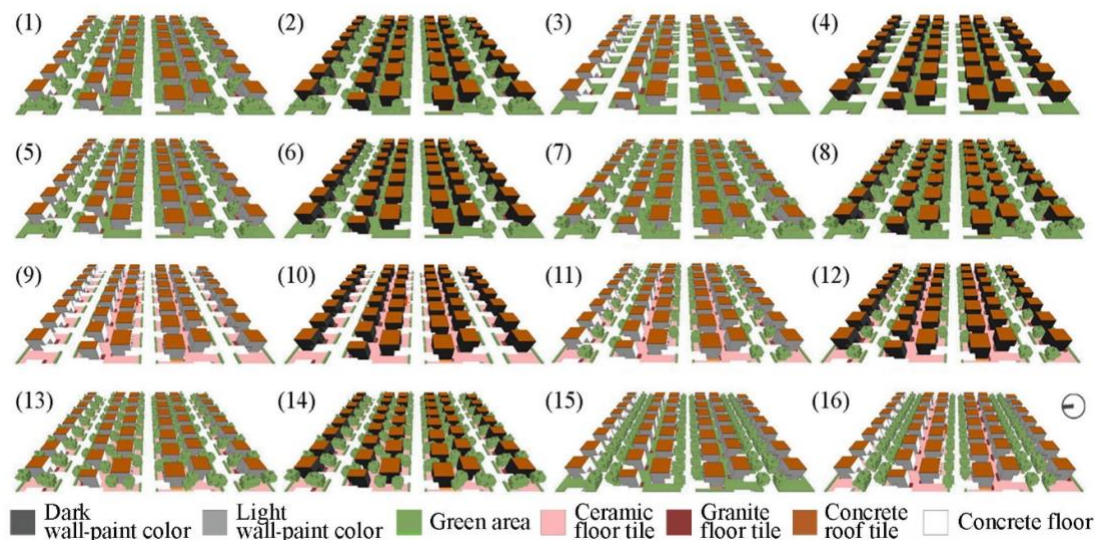 (1) (2) (3) (4)
(5) (6) (7) (8)
(9) (10) (11) (12)
(13) (14) (15) (16)
Dark wall-paint color
Light wall-paint color
Green area
Ceramic floor tile
Granite floor tile
Concrete roof tile
Concrete floor